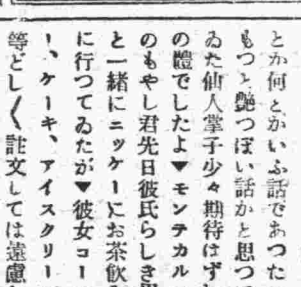 とか何とかいふ話であつた
もつと艶つぽい話かと思つて
ゐた仙人掌子少々期待はずれ
の體でしたよ▼モンテカル
のもやし君先日彼氏らしき
と一緒にニッケーにお茶飲み
に行つてゐたが▼彼女コー
ー、ケーキ、アイスクリー
等どし〳〵註文しては遠慮